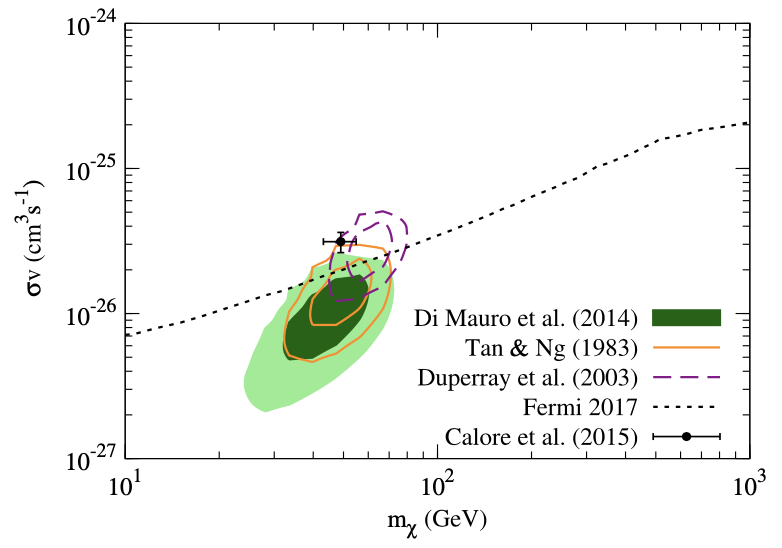 10⁻²⁴
10⁻²⁵
10⁻²⁶
10⁻²⁷
σv (cm³s⁻¹)
Di Mauro et al. (2014)
Tan & Ng (1983)
Duperray et al. (2003)
Fermi 2017
Calore et al. (2015)
10¹ 10² 10³
mχ (GeV)